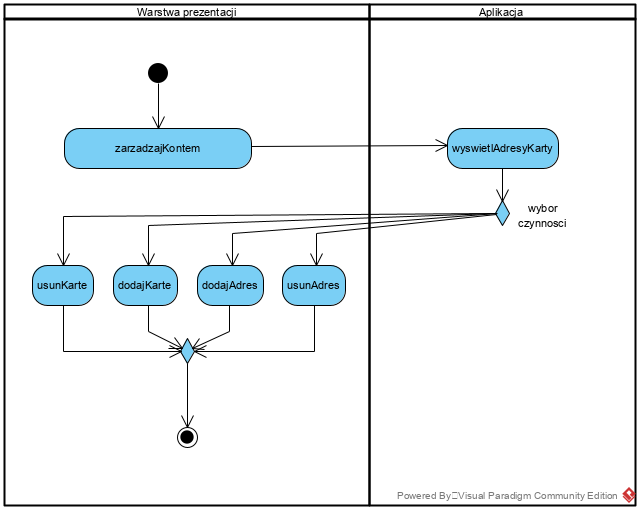 Warstwa prezentacji
Aplikacja
zarzadzajKontem
wyswietlAdresyKarty
wybor
czynnosci
usunKarte
dodajKarte
dodajAdres
usunAdres
Powered By Visual Paradigm Community Edition